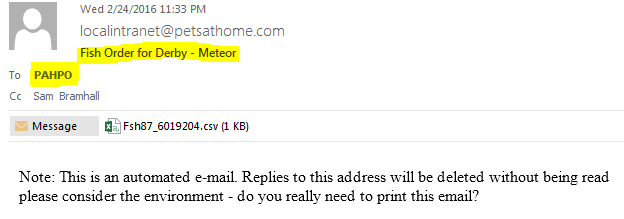 Wed 2/24/2016 11:33 PM
localintranet@petsathome.com
Fish Order for Derby - Meteor
To PAHPO
Cc Sam Bramhall
Message Fsh87_6019204.csv (1 KB)
Note: This is an automated e-mail. Replies to this address will be deleted without being read
please consider the environment - do you really need to print this email?